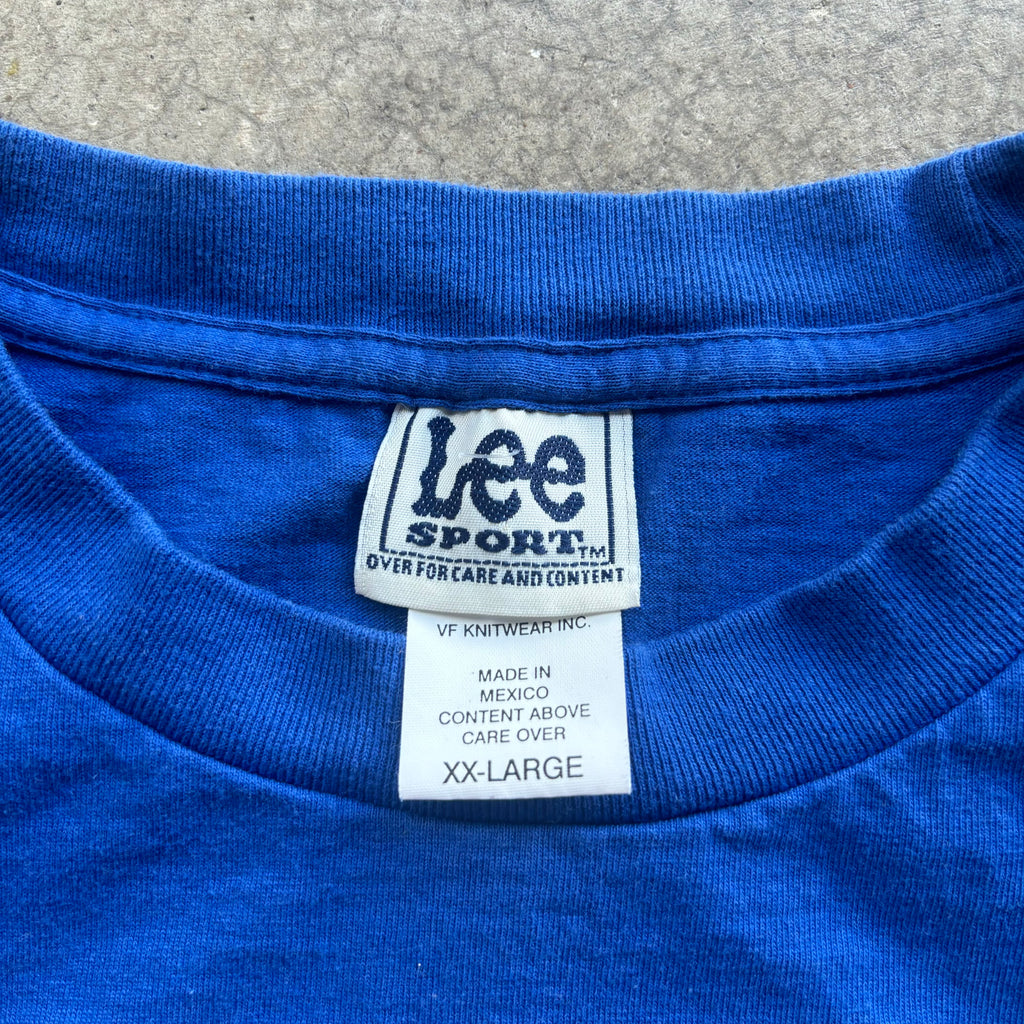 Lee
SPORT™
OVER FOR CARE AND CONTENT
VF KNITWEAR INC.
MADE IN
MEXICO
CONTENT ABOVE
CARE OVER
XX-LARGE